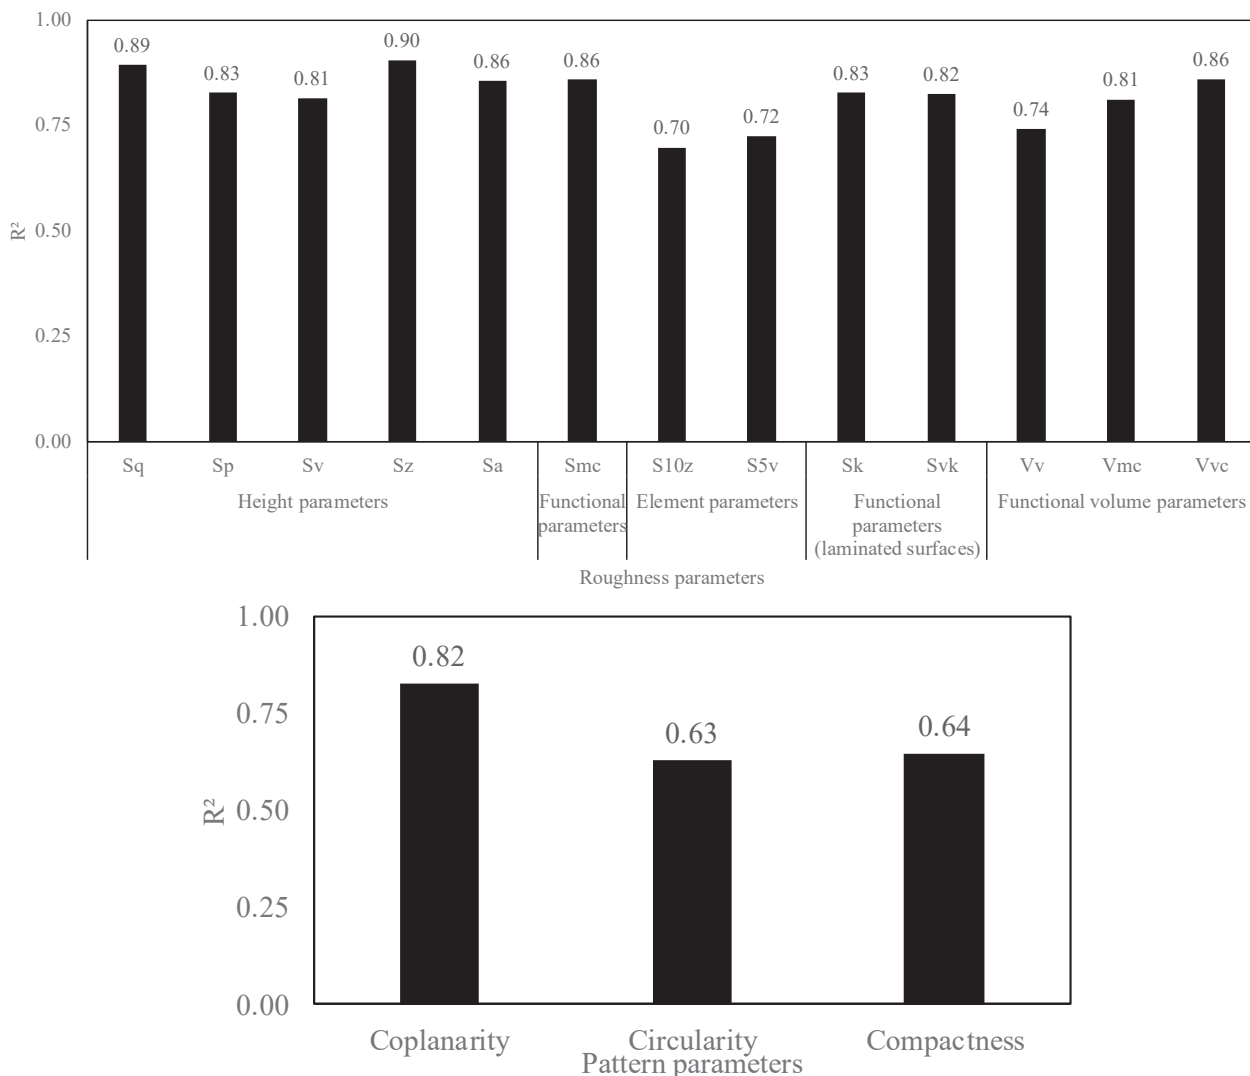 1.00
0.75
0.50
0.25
0.00
R²
0.89
0.83
0.81
0.90
0.86
0.86
0.70
0.72
0.83
0.82
0.74
0.81
0.86
Sq Sp Sv Sz Sa Smc S10z S5v Sk Svk Vv Vmc Vvc
Height parameters
Functional
parameters
Element parameters
Functional
parameters
(laminated surfaces)
Functional volume parameters
Roughness parameters
1.00
0.75
0.50
0.25
0.00
R²
0.82
0.63
0.64
Coplanarity Circularity Compactness
Pattern parameters